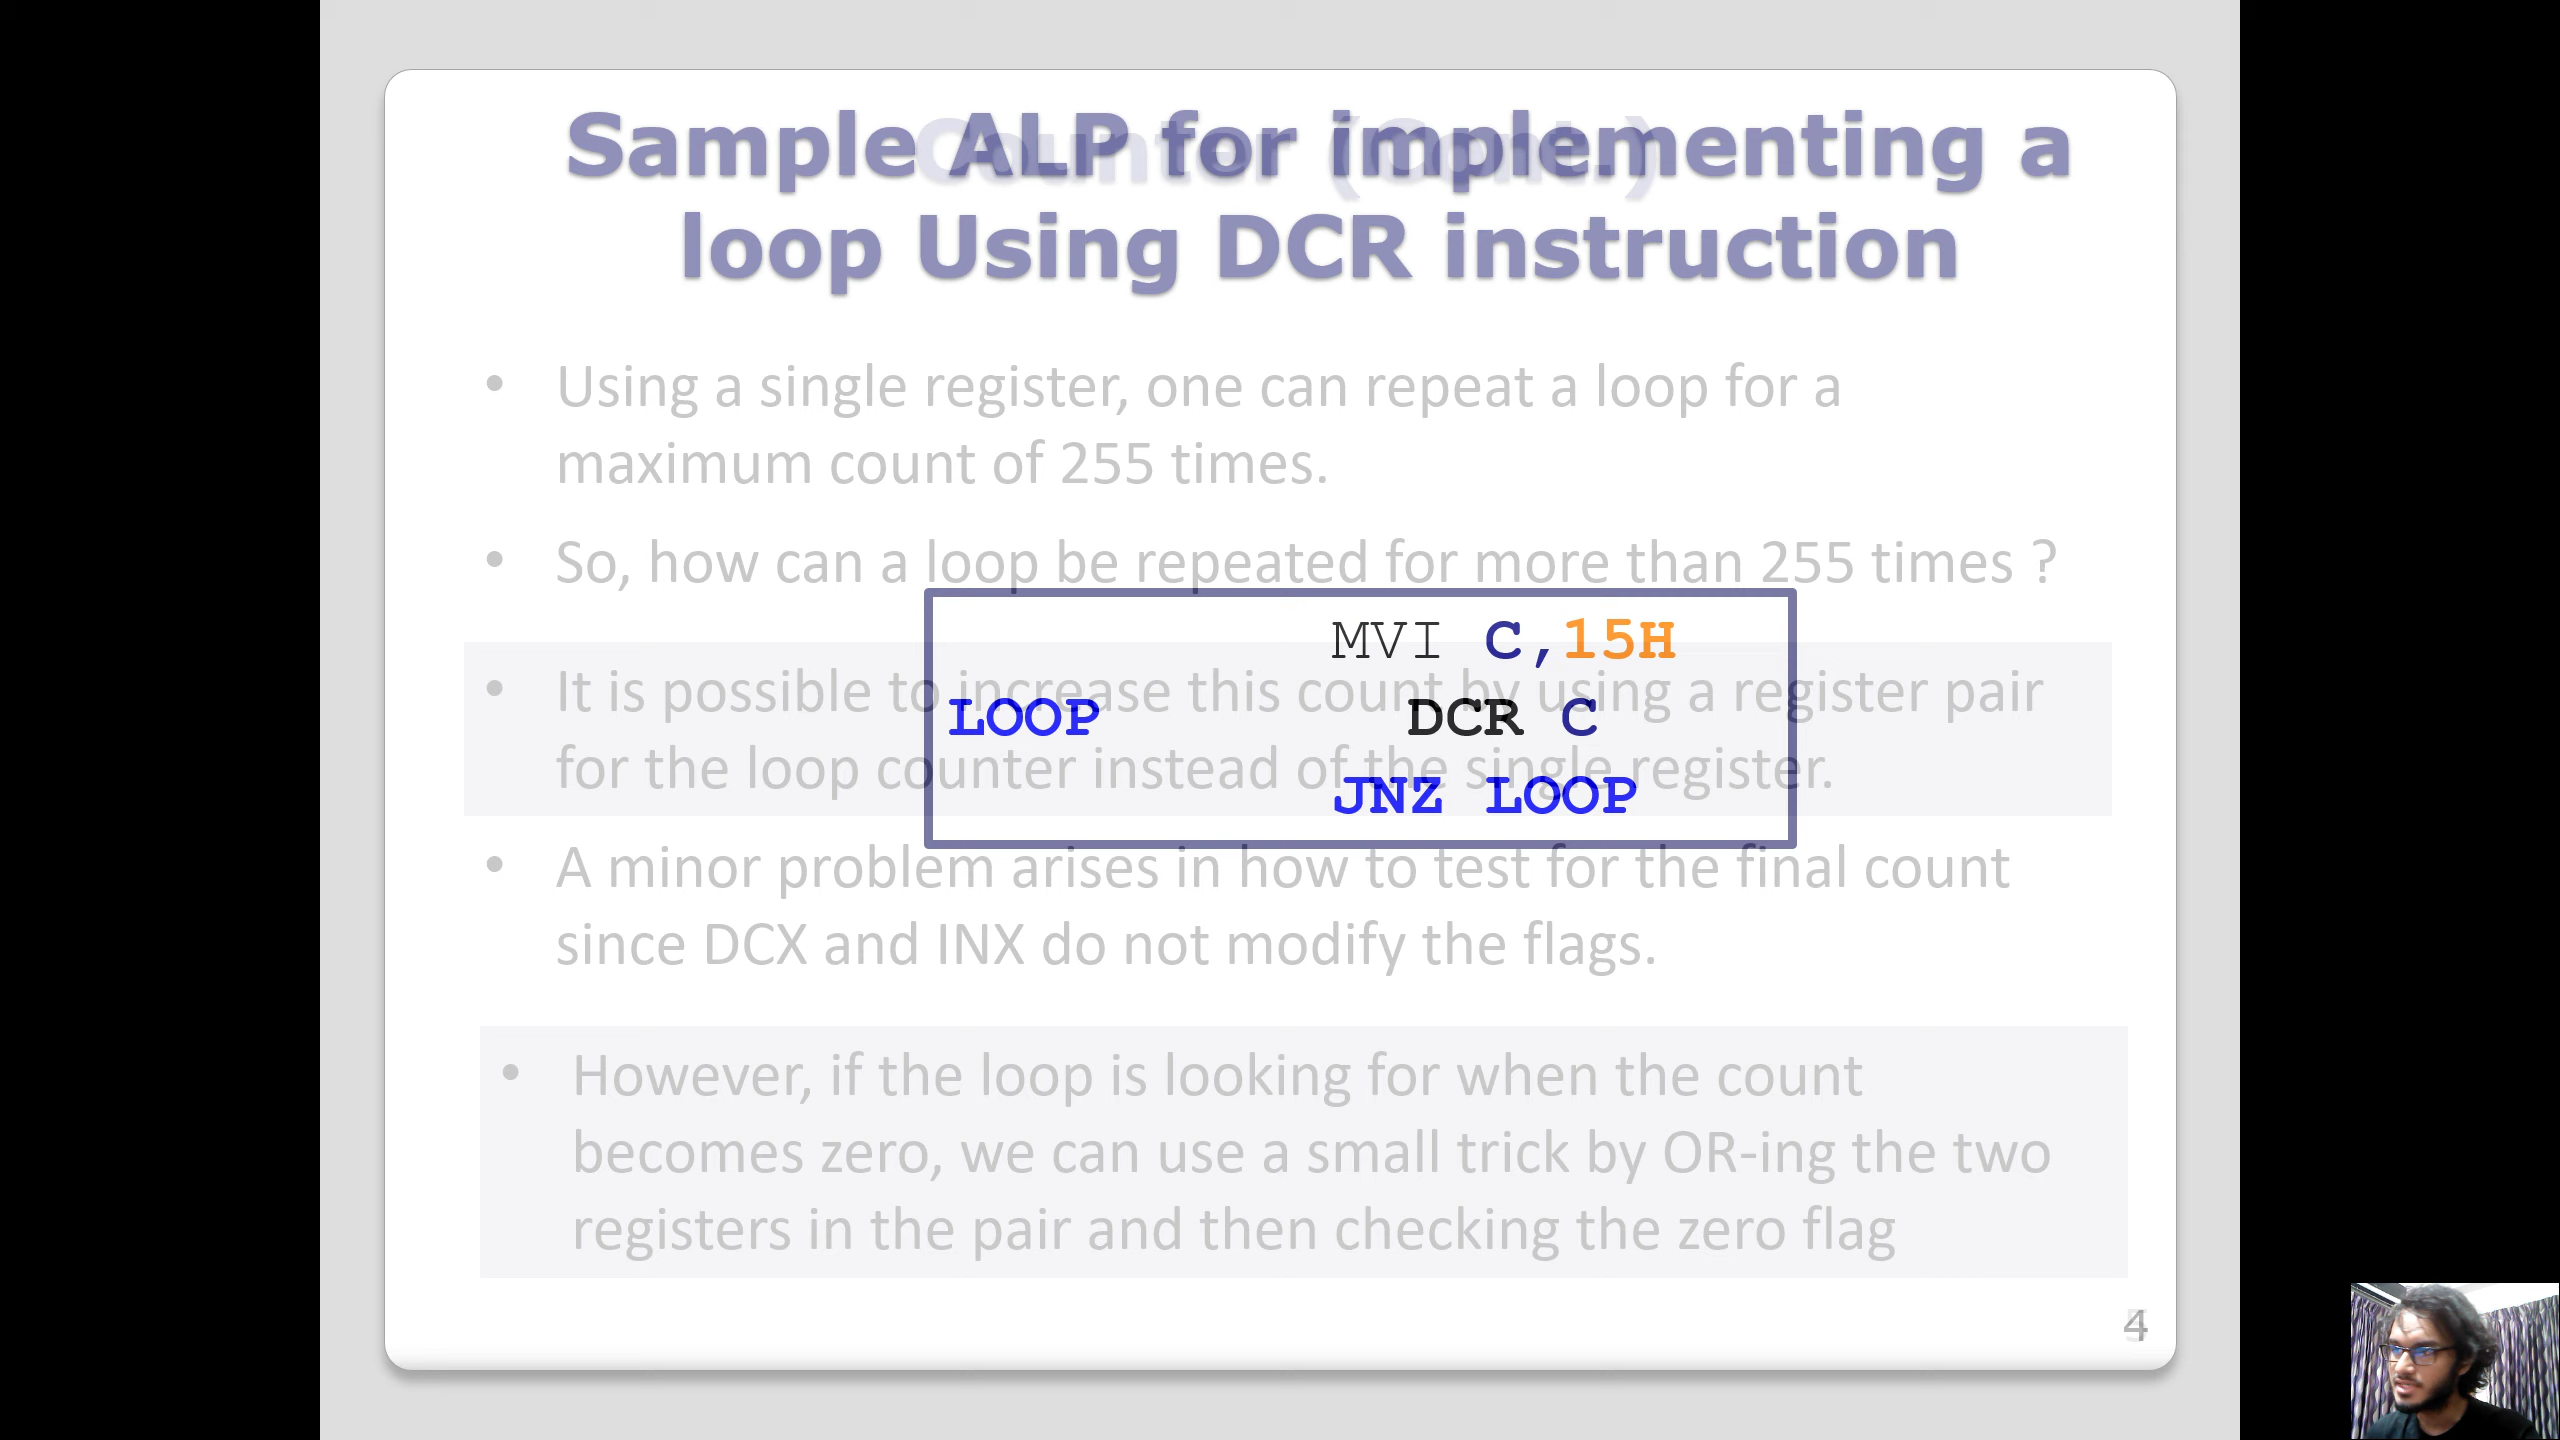 Sample ALP for implementing a
loop Using DCR instruction
Counter (Cont.)
• Using a single register, one can repeat a loop for a
maximum count of 255 times.
• So, how can a loop be repeated for more than 255 times ?
• It is possible to increase this count by using a register pair
for the loop counter instead of the single register.
MVI C,15H
LOOP DCR C
JNZ LOOP
• A minor problem arises in how to test for the final count
since DCX and INX do not modify the flags.
• However, if the loop is looking for when the count
becomes zero, we can use a small trick by OR-ing the two
registers in the pair and then checking the zero flag
4